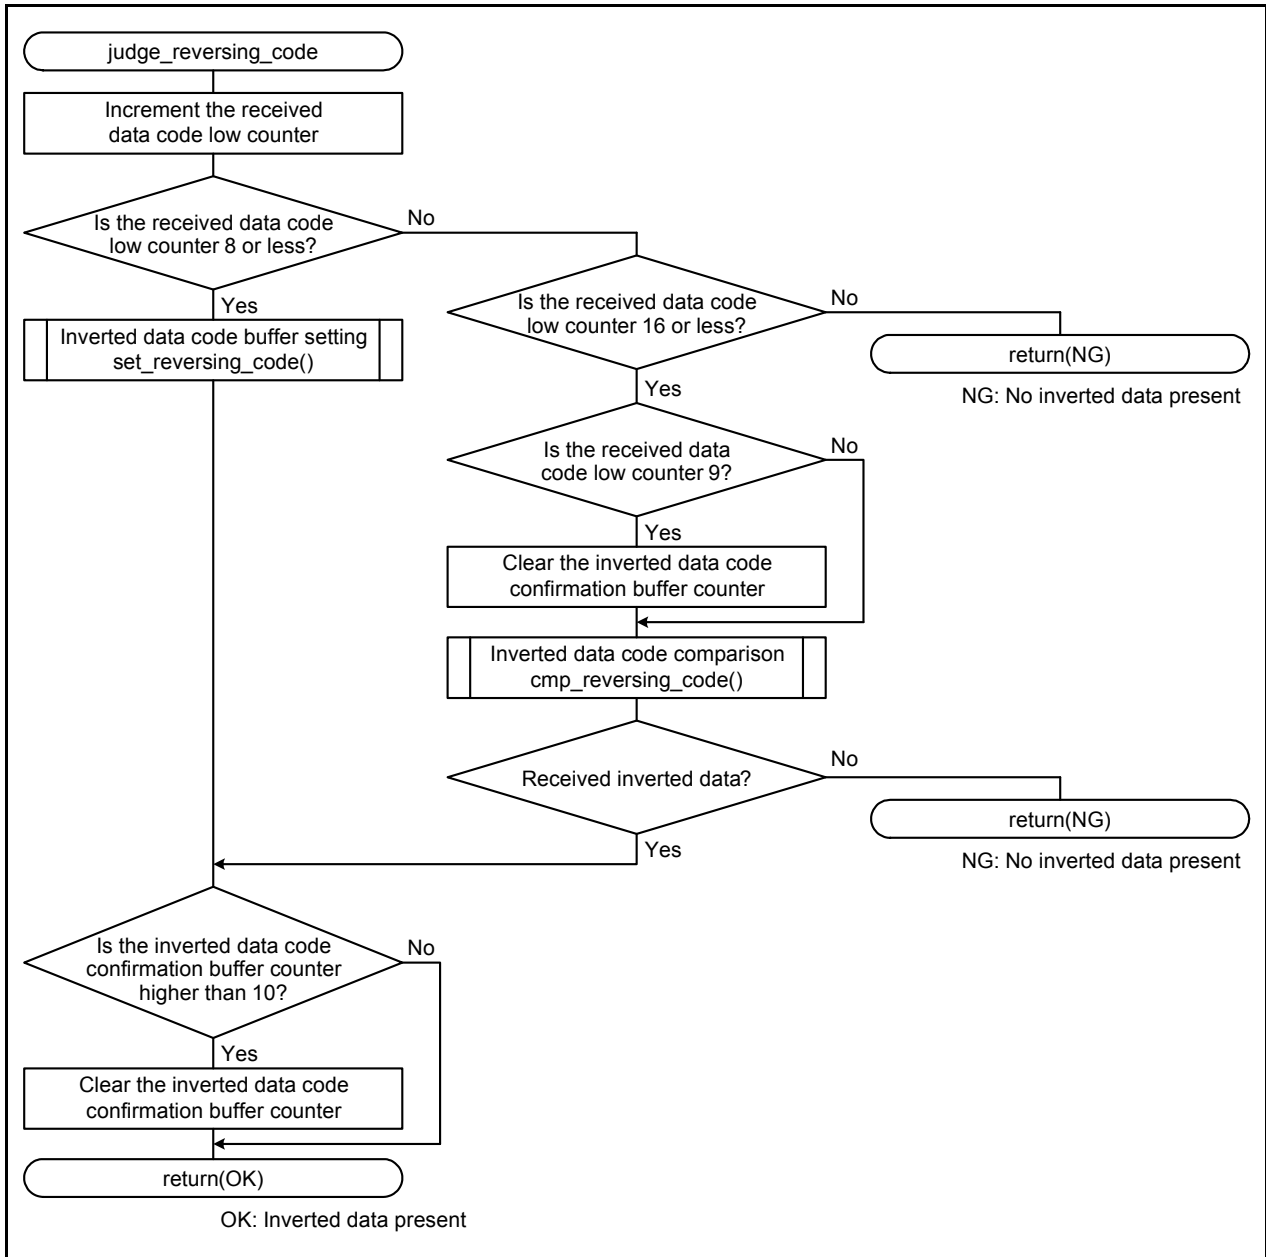 judge_reversing_code
Increment the received
data code low counter
Is the received data code
low counter 8 or less?
No
Yes
Inverted data code buffer setting
set_reversing_code()
Is the received data code
low counter 16 or less?
No
return(NG)
NG: No inverted data present
Yes
Is the received data
code low counter 9?
No
Yes
Clear the inverted data code
confirmation buffer counter
Inverted data code comparison
cmp_reversing_code()
Received inverted data?
No
return(NG)
NG: No inverted data present
Yes
Is the inverted data code
confirmation buffer counter
higher than 10?
No
Yes
Clear the inverted data code
confirmation buffer counter
return(OK)
OK: Inverted data present